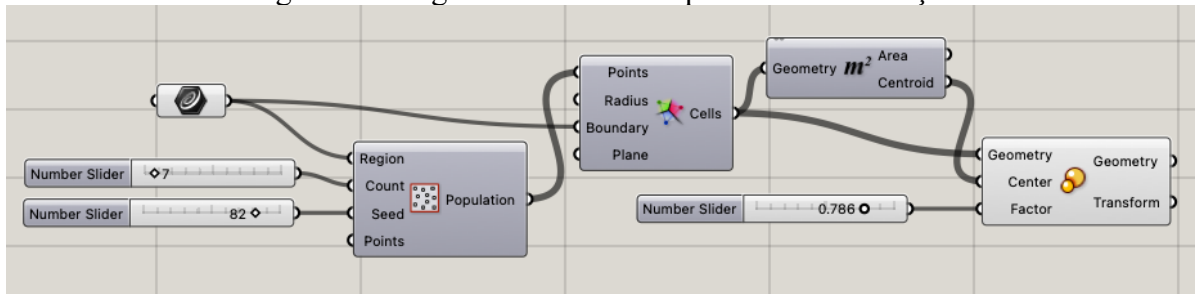 Number Slider
7
Number Slider
82
Region
Count
Seed
Points
Population
Points
Radius
Boundary
Plane
Cells
Geometry
m²
Area
Centroid
Number Slider
0.786
Geometry
Center
Factor
Geometry
Transform